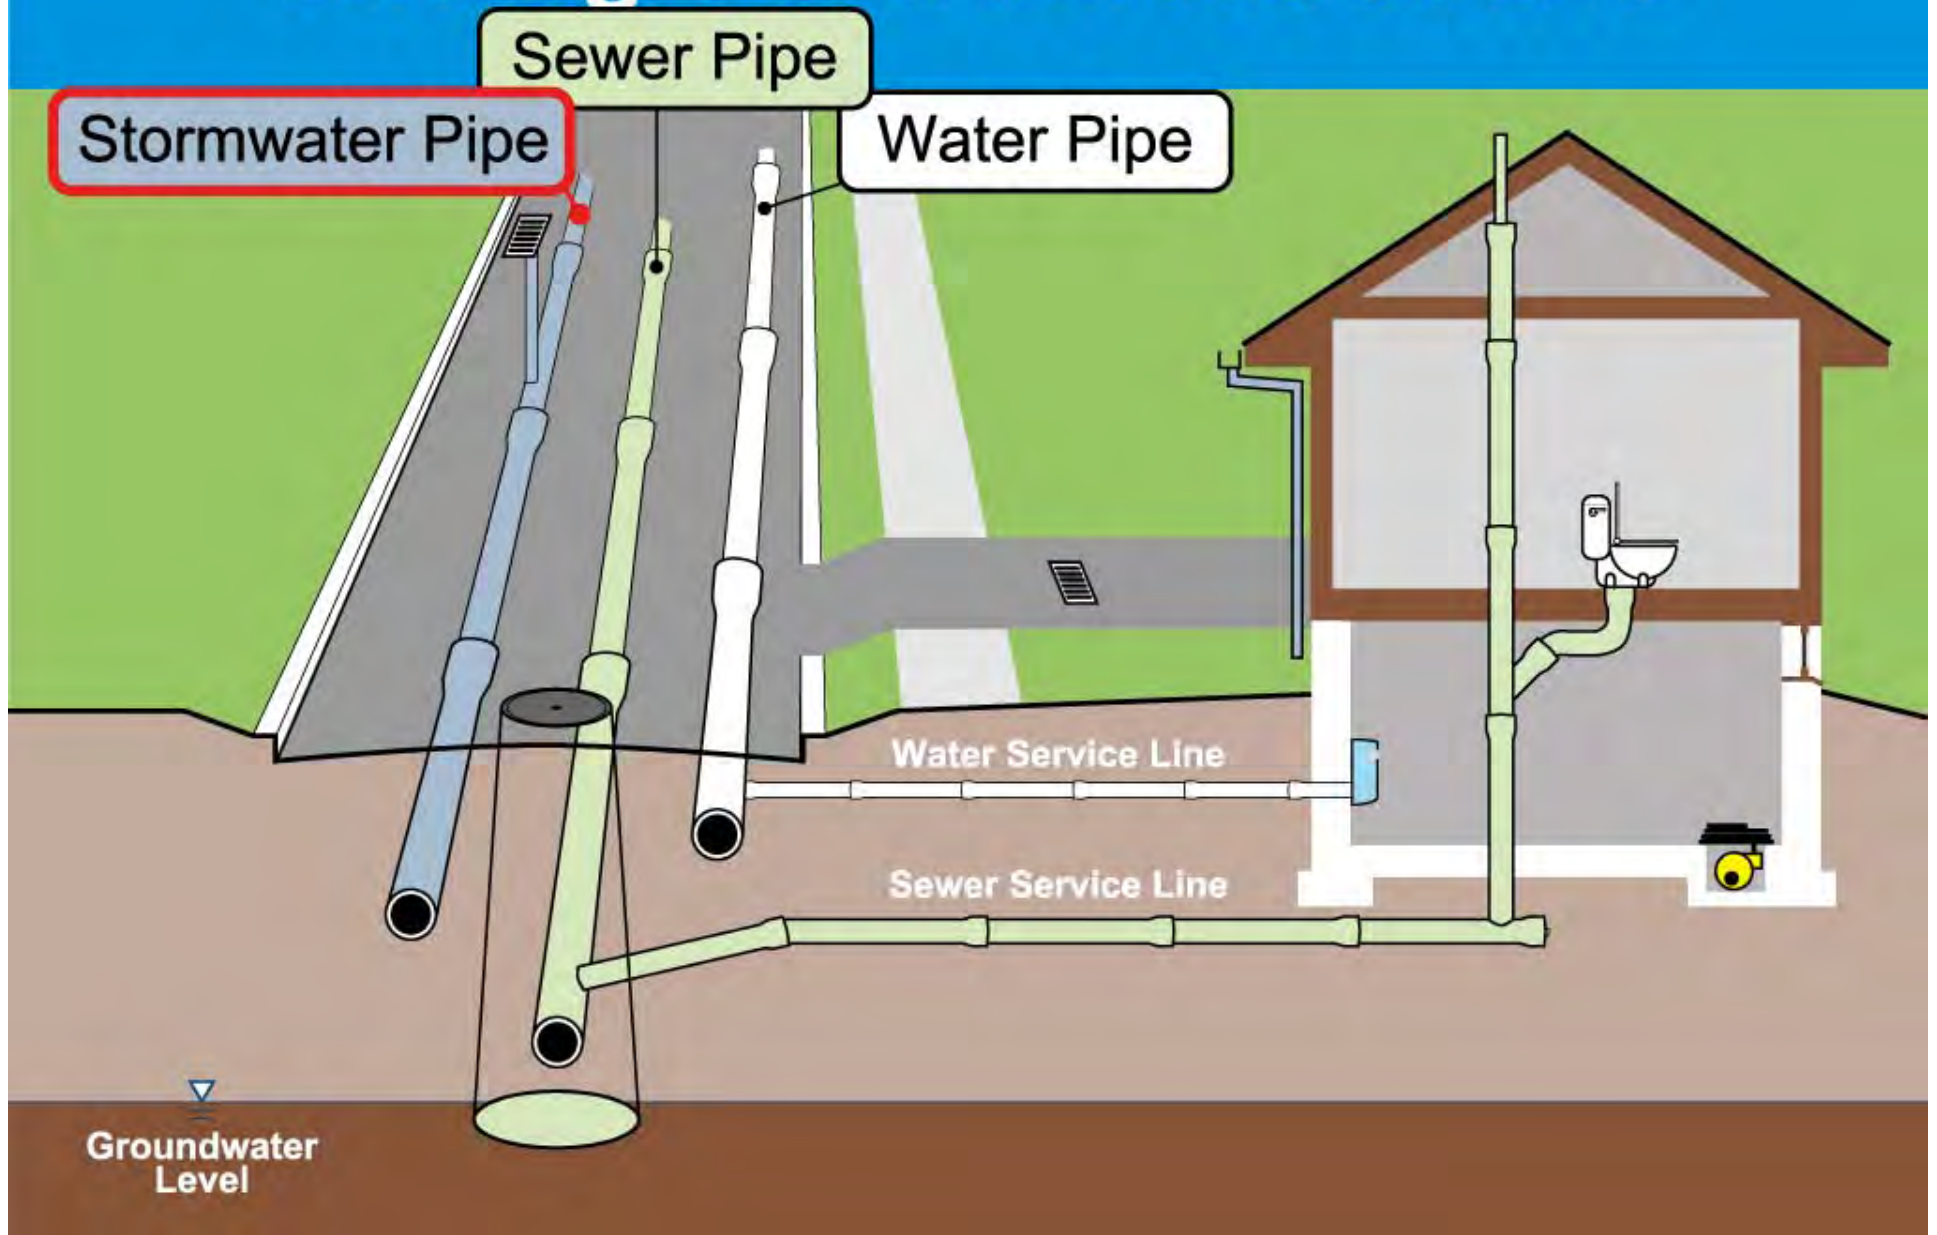 Sewer Pipe
Stormwater Pipe
Water Pipe
Water Service Line
Sewer Service Line
Groundwater
Level